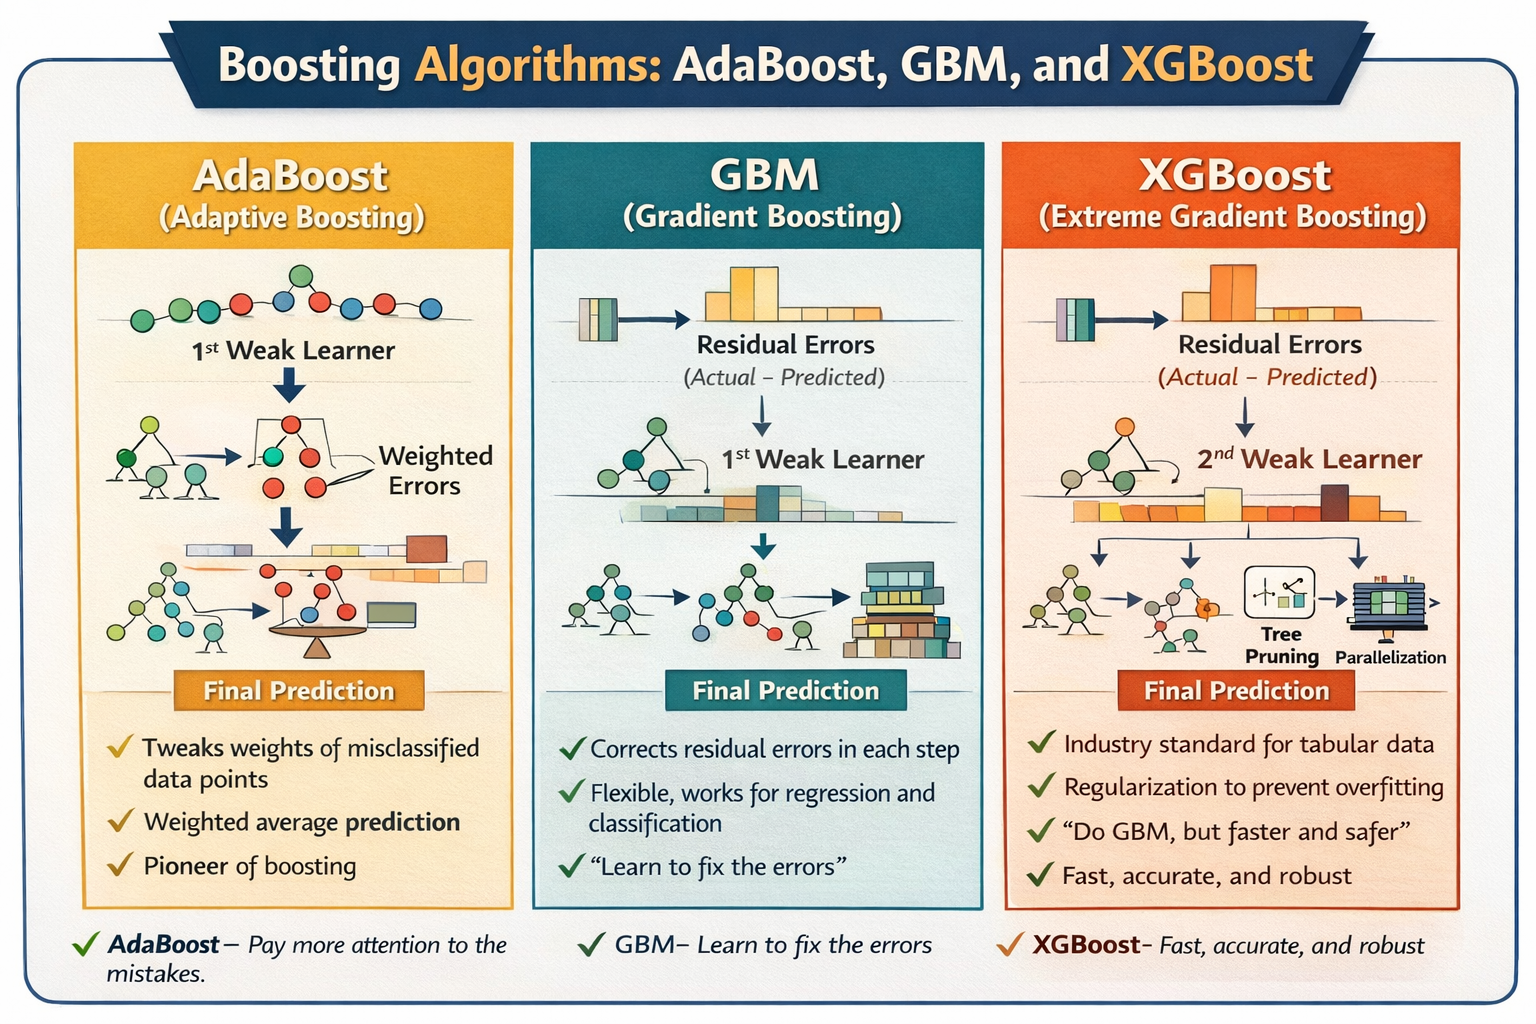 Boosting Algorithms: AdaBoost, GBM, and XGBoost
AdaBoost
(Adaptive Boosting)
1st Weak Learner
Weighted
Errors
Final Prediction
✓ Tweaks weights of misclassified
data points
✓ Weighted average prediction
✓ Pioneer of boosting
GBM
(Gradient Boosting)
Residual Errors
(Actual – Predicted)
1st Weak Learner
Final Prediction
✓ Corrects residual errors in each step
✓ Flexible, works for regression and
classification
✓ “Learn to fix the errors”
XGBoost
(Extreme Gradient Boosting)
Residual Errors
(Actual – Predicted)
2nd Weak Learner
Tree
Pruning
Parallelization
Final Prediction
✓ Industry standard for tabular data
✓ Regularization to prevent overfitting
✓ “Do GBM, but faster and safer”
✓ Fast, accurate, and robust
✓ AdaBoost – Pay more attention to the
mistakes.
✓ GBM– Learn to fix the errors
✓ XGBoost– Fast, accurate, and robust